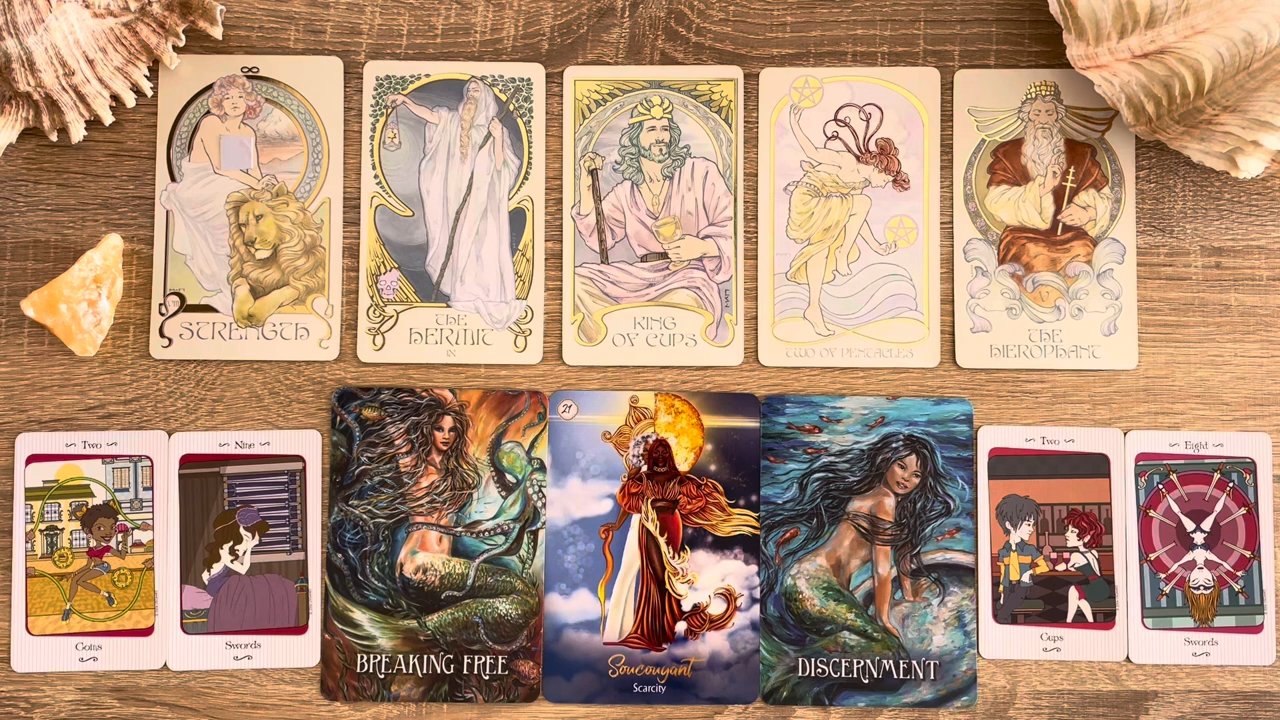 ∞
STRENGTH
VIII
THE
HERMIT
IX
KING
OF CUPS
TWO OF PENTACLES
THE
HIEROPHANT
V
Two
Coins
Nine
Swords
BREAKING FREE
21
Soucouyant
Scarcity
DISCERNMENT
Two
Cups
Eight
Swords